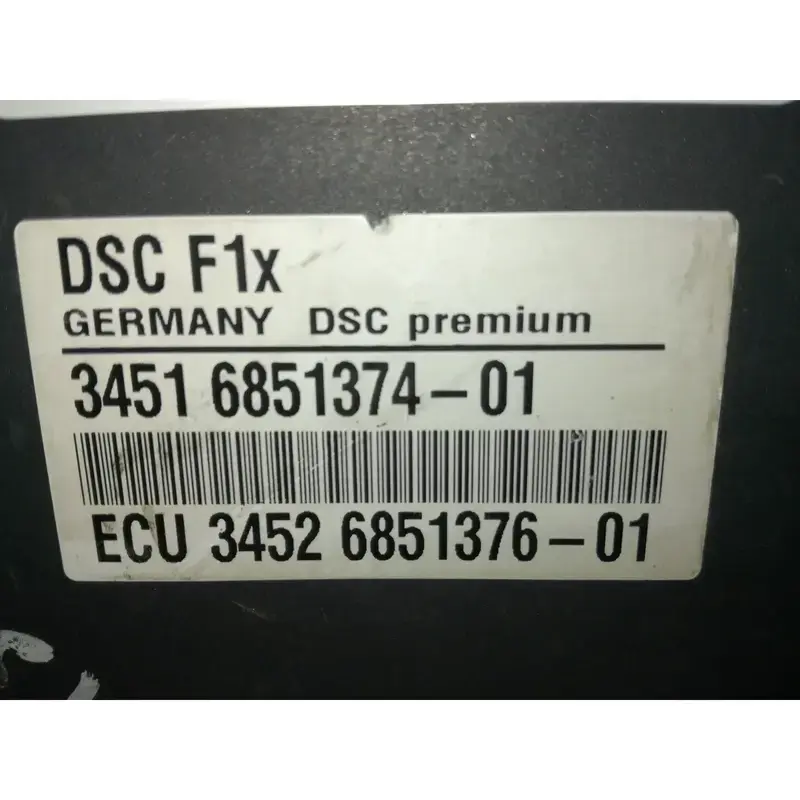 DSC F1x
GERMANY DSC premium
3451 6851374-01
ECU 3452 6851376-01